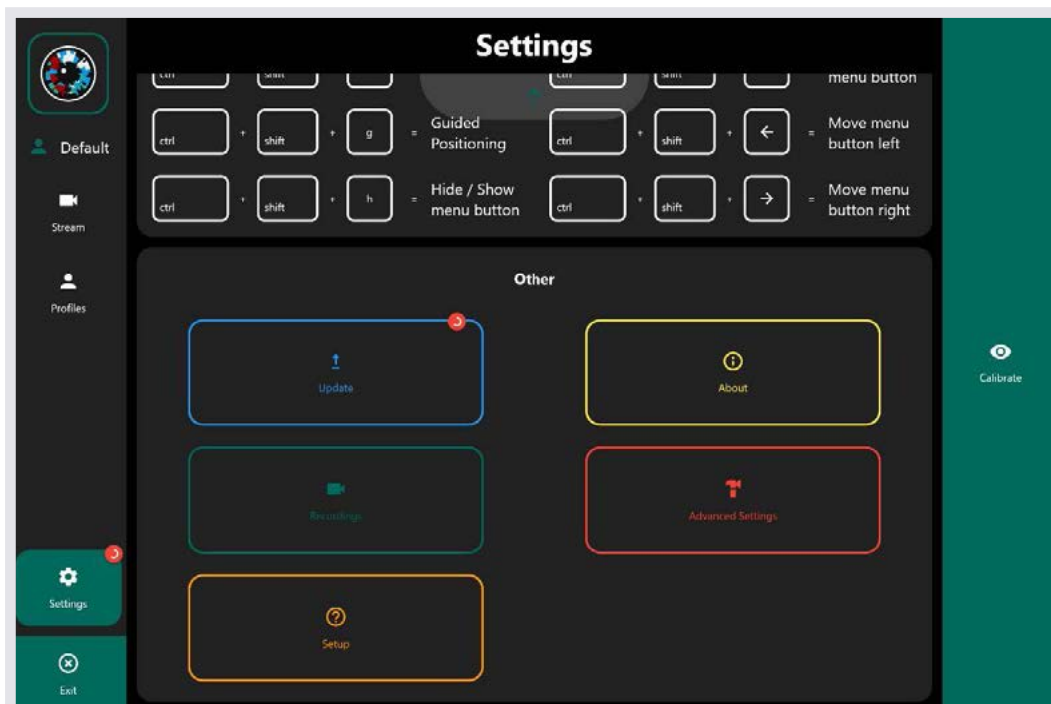 Settings
menu button
Default
ctrl + shift + g = Guided Positioning
ctrl + shift + ← = Move menu button left
ctrl + shift + h = Hide / Show menu button
ctrl + shift + → = Move menu button right
Stream
Profiles
Other
Update
About
Calibrate
Recordings
Advanced Settings
Settings
Setup
Exit